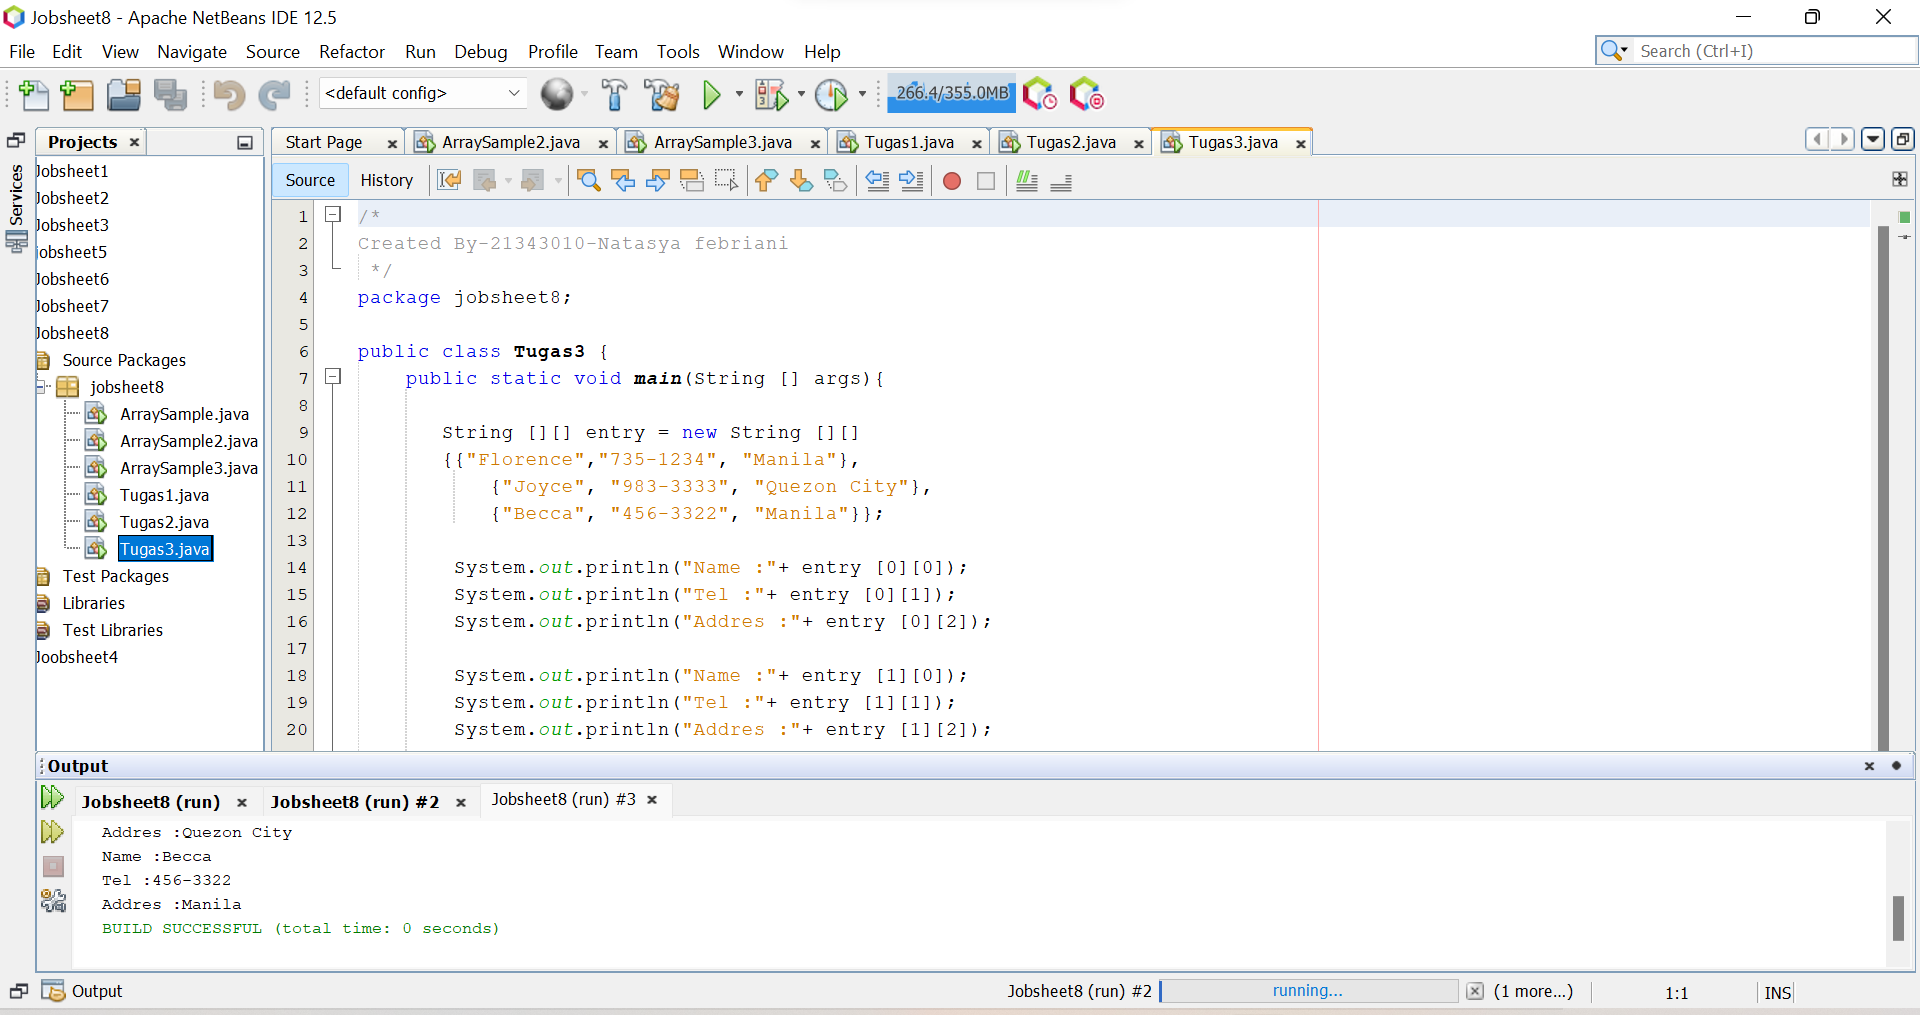 Jobsheet8 - Apache NetBeans IDE 12.5
File Edit View Navigate Source Refactor Run Debug Profile Team Tools Window Help
Search (Ctrl+I)
<default config>
266.4/355.0MB
Projects
Services
Start Page ArraySample2.java ArraySample3.java Tugas1.java Tugas2.java Tugas3.java
Source History
Jobsheet1
Jobsheet2
Jobsheet3
jobsheet5
Jobsheet6
Jobsheet7
Jobsheet8
Source Packages
jobsheet8
ArraySample.java
ArraySample2.java
ArraySample3.java
Tugas1.java
Tugas2.java
Tugas3.java
Test Packages
Libraries
Test Libraries
Joobsheet4
1 /*
2 Created By-21343010-Natasya febriani
3 */
4 package jobsheet8;
5
6 public class Tugas3 {
7 public static void main(String [] args){
8
9 String [][] entry = new String [][]
10 {{"Florence","735-1234", "Manila"},
11 {"Joyce", "983-3333", "Quezon City"},
12 {"Becca", "456-3322", "Manila"}};
13
14 System.out.println("Name :"+ entry [0][0]);
15 System.out.println("Tel :"+ entry [0][1]);
16 System.out.println("Addres :"+ entry [0][2]);
17
18 System.out.println("Name :"+ entry [1][0]);
19 System.out.println("Tel :"+ entry [1][1]);
20 System.out.println("Addres :"+ entry [1][2]);
Output
Jobsheet8 (run) Jobsheet8 (run) #2 Jobsheet8 (run) #3
Addres :Quezon City
Name :Becca
Tel :456-3322
Addres :Manila
BUILD SUCCESSFUL (total time: 0 seconds)
Output Jobsheet8 (run) #2 running... (1 more...) 1:1 INS